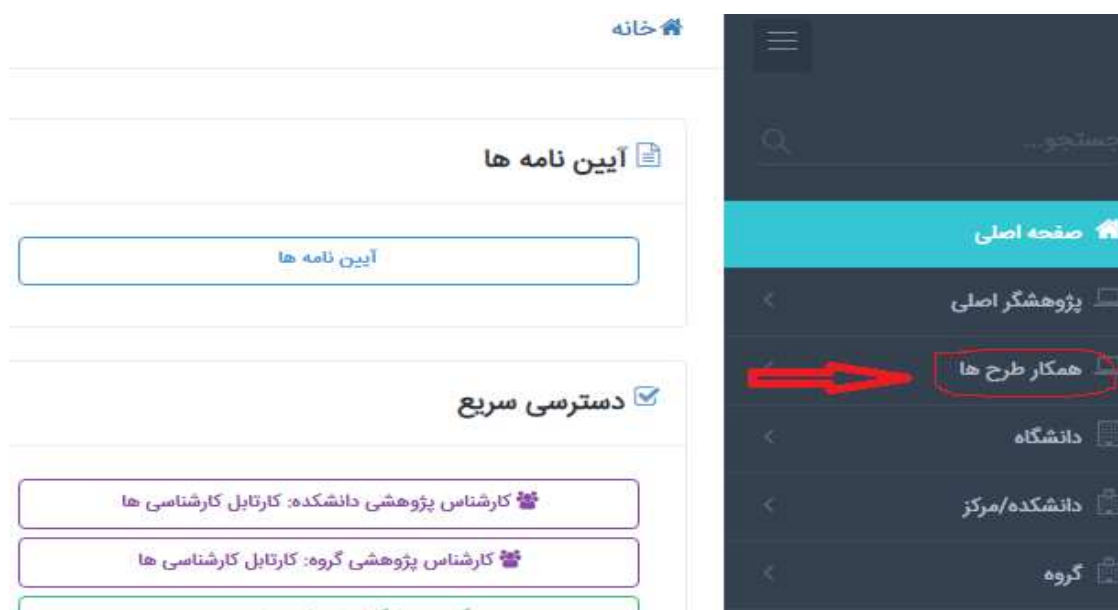 خانه
جستجو...
صفحه اصلی
پژوهشگر اصلی
همکار طرح ها
دانشگاه
دانشکده/مرکز
گروه
آیین نامه ها
آیین نامه ها
دسترسی سریع
کارشناس پژوهشی دانشکده: کارتابل کارشناسی ها
کارشناس پژوهشی گروه: کارتابل کارشناسی ها